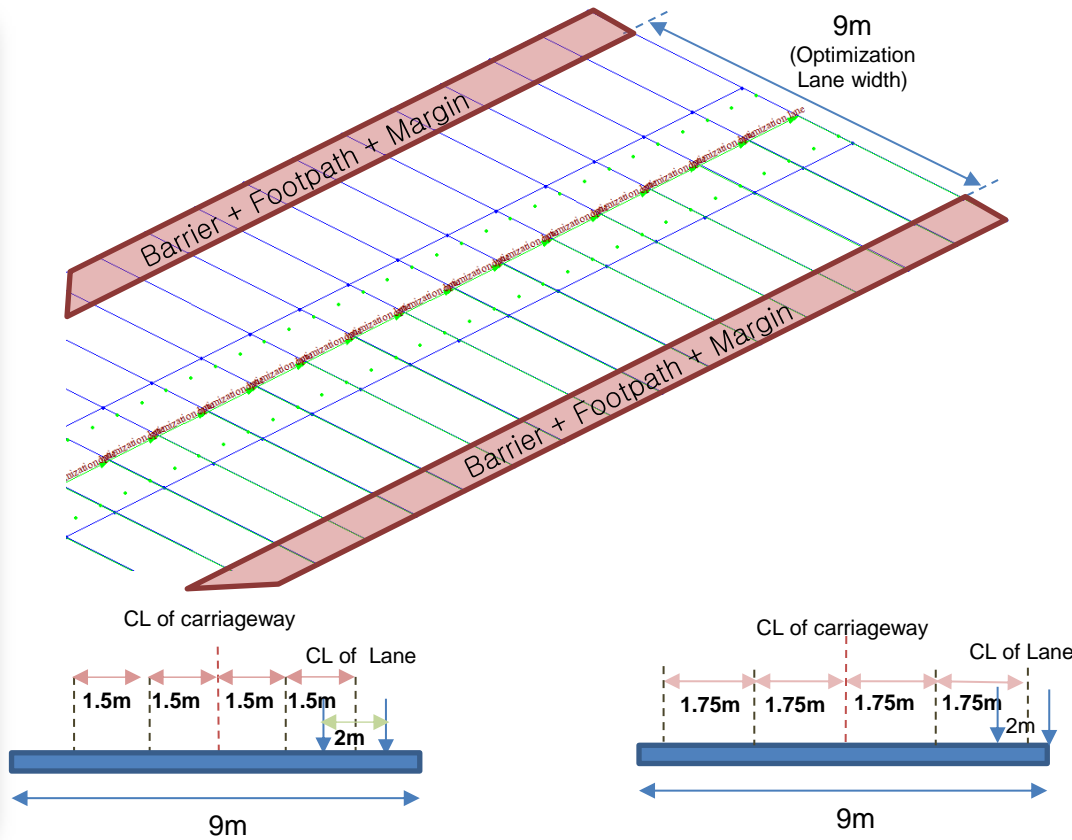 9m
(Optimization
Lane width)
Barrier + Footpath + Margin
optimization lane
Barrier + Footpath + Margin
CL of carriageway
CL of Lane
1.5m 1.5m 1.5m 1.5m
2m
9m
CL of carriageway
CL of Lane
1.75m 1.75m 1.75m 1.75m
2m
9m